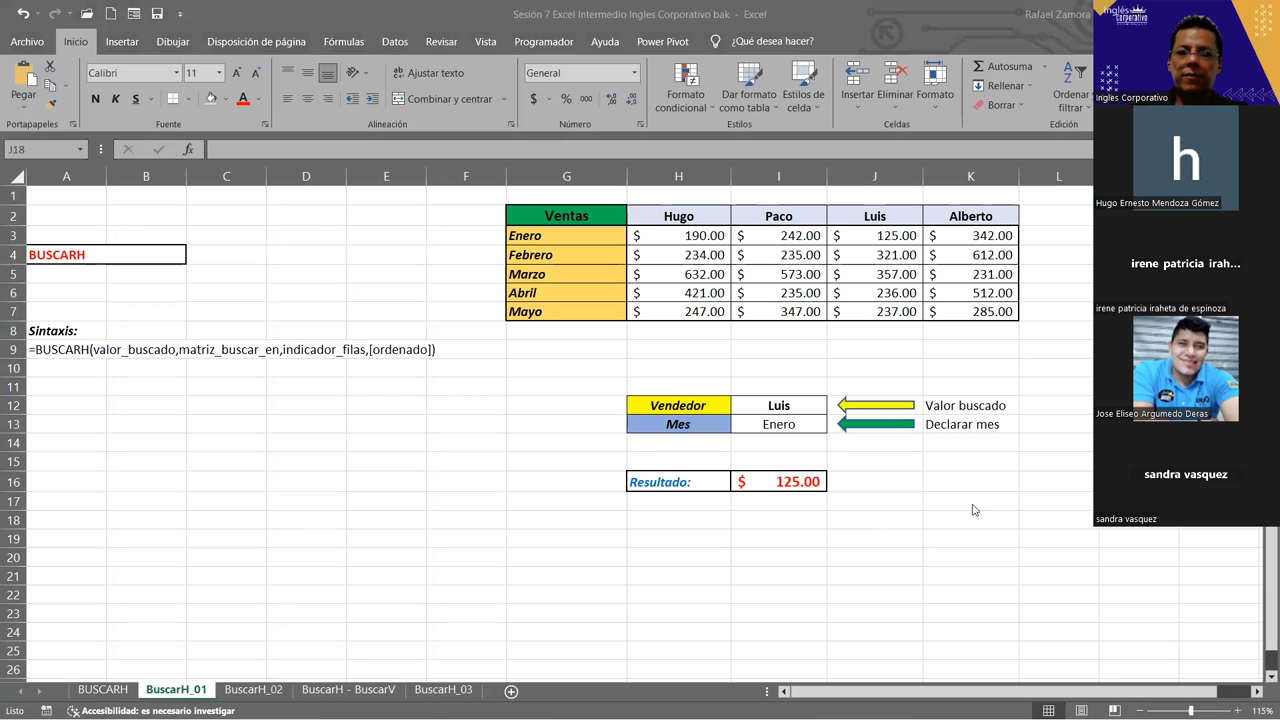 Sesión 7 Excel Intermedio Ingles Corporativo bak - Excel
Rafael Zamora
Archivo Inicio Insertar Dibujar Disposición de página Fórmulas Datos Revisar Vista Programador Ayuda Power Pivot ¿Qué desea hacer?
Pegar
Calibri 11
N K S
Ajustar texto
Combinar y centrar
General
$ % 000
Formato condicional
Dar formato como tabla
Estilos de celda
Insertar Eliminar Formato
Autosuma
Rellenar
Borrar
Ordenar
filtrar
Portapapeles Fuente Alineación Número Estilos Celdas Edición
J18 fx
A B C D E F G H I J K L
1
2 Ventas Hugo Paco Luis Alberto
3 Enero $ 190.00 $ 242.00 $ 125.00 $ 342.00
4 BUSCARH Febrero $ 234.00 $ 235.00 $ 321.00 $ 612.00
5 Marzo $ 632.00 $ 573.00 $ 357.00 $ 231.00
6 Abril $ 421.00 $ 235.00 $ 236.00 $ 512.00
7 Mayo $ 247.00 $ 347.00 $ 237.00 $ 285.00
8 Sintaxis:
9 =BUSCARH(valor_buscado,matriz_buscar_en,indicador_filas,[ordenado])
10
11
12 Vendedor Luis Valor buscado
13 Mes Enero Declarar mes
14
15
16 Resultado: $ 125.00
17
18
19
20
21
22
23
24
25
26
BUSCARH BuscarH_01 BuscarH_02 BuscarH - BuscarV BuscarH_03
Listo Accesibilidad: es necesario investigar 115%
Inglés
Corporativo
Ingles Corporativo
h
Hugo Ernesto Mendoza Gómez
irene patricia irah...
irene patricia iraheta de espinoza
Jose Eliseo Argumedo Deras
sandra vasquez
sandra vasquez